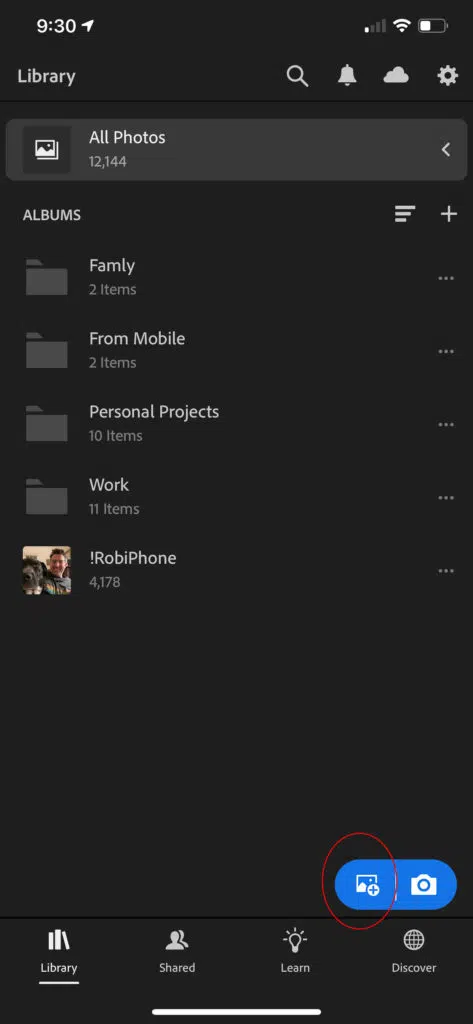 9:30
Library
All Photos
12,144
ALBUMS
Famly
2 Items
From Mobile
2 Items
Personal Projects
10 Items
Work
11 Items
!RobiPhone
4,178
Library Shared Learn Discover